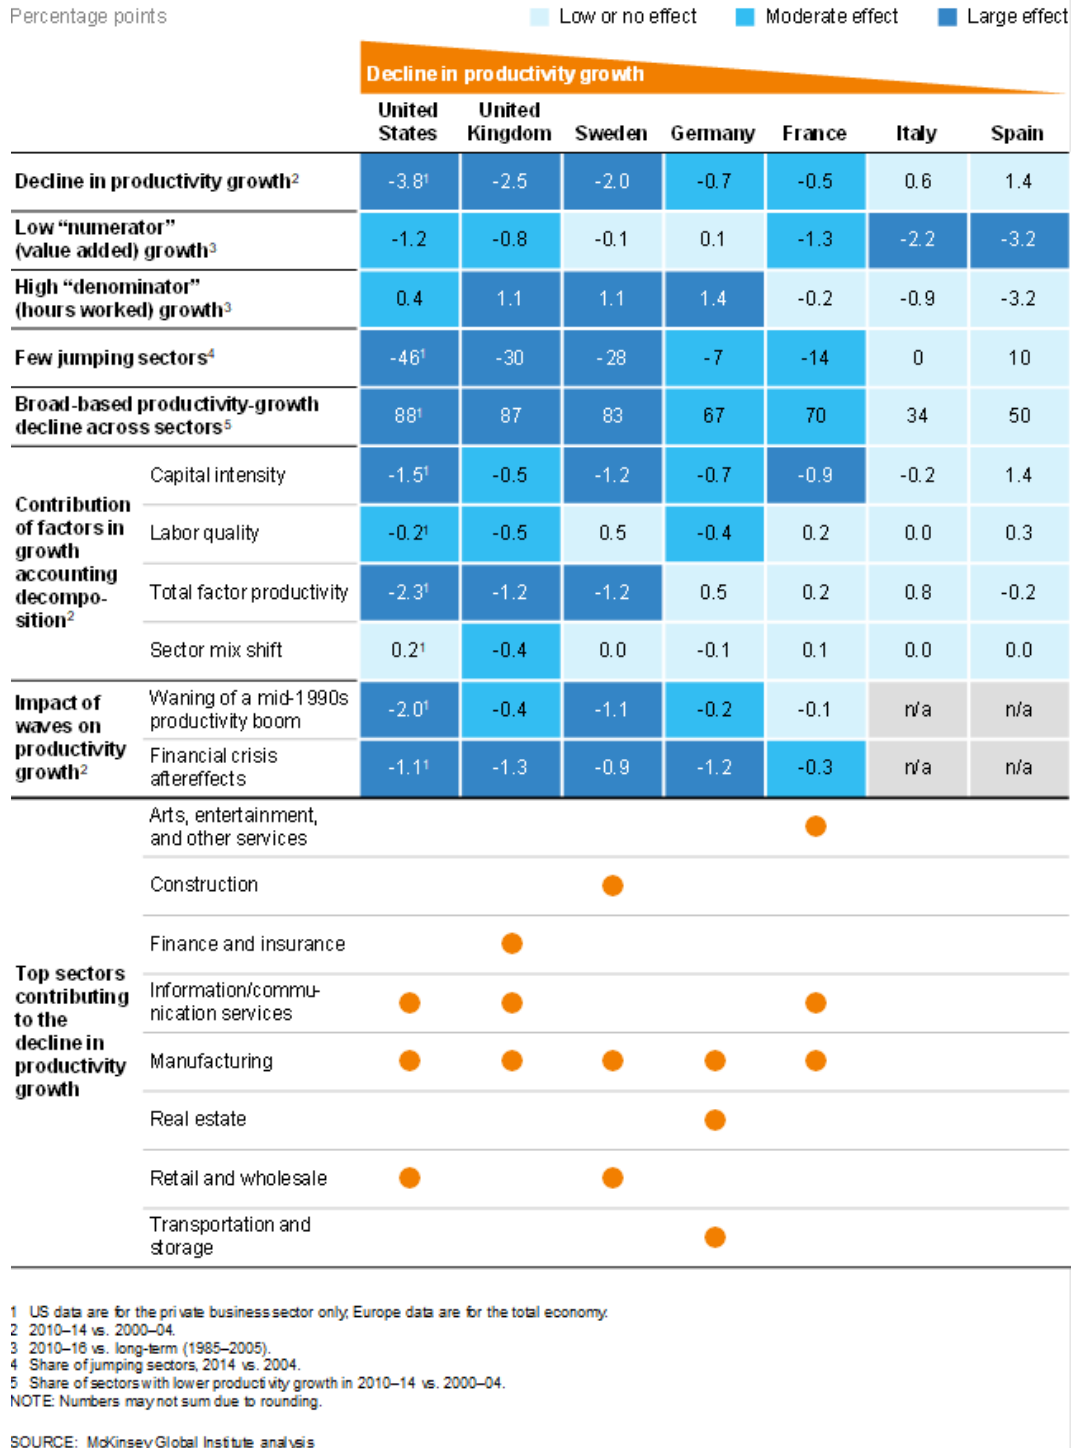 Percentage points
Low or no effect Moderate effect Large effect
Decline in productivity growth
United States United Kingdom Sweden Germany France Italy Spain
Decline in productivity growth2 -3.81 -2.5 -2.0 -0.7 -0.5 0.6 1.4
Low “numerator”
(value added) growth3 -1.2 -0.8 -0.1 0.1 -1.3 -2.2 -3.2
High “denominator”
(hours worked) growth3 0.4 1.1 1.1 1.4 -0.2 -0.9 -3.2
Few jumping sectors4 -461 -30 -28 -7 -14 0 10
Broad-based productivity-growth
decline across sectors5 881 87 83 67 70 34 50
Contribution
of factors in
growth
accounting
decompo-
sition2
Capital intensity -1.51 -0.5 -1.2 -0.7 -0.9 -0.2 1.4
Labor quality -0.21 -0.5 0.5 -0.4 0.2 0.0 0.3
Total factor productivity -2.31 -1.2 -1.2 0.5 0.2 0.8 -0.2
Sector mix shift 0.21 -0.4 0.0 -0.1 0.1 0.0 0.0
Impact of
waves on
productivity
growth2
Waning of a mid-1990s
productivity boom -2.01 -0.4 -1.1 -0.2 -0.1 n/a n/a
Financial crisis
aftereffects -1.11 -1.3 -0.9 -1.2 -0.3 n/a n/a
Top sectors
contributing
to the
decline in
productivity
growth
Arts, entertainment,
and other services
Construction
Finance and insurance
Information/commu-
nication services
Manufacturing
Real estate
Retail and wholesale
Transportation and
storage
1 US data are for the private business sector only; Europe data are for the total economy.
2 2010–14 vs. 2000–04.
3 2010–16 vs. long-term (1985–2005).
4 Share of jumping sectors, 2014 vs. 2004.
5 Share of sectors with lower productivity growth in 2010–14 vs. 2000–04.
NOTE: Numbers may not sum due to rounding.
SOURCE: McKinsey Global Institute analysis